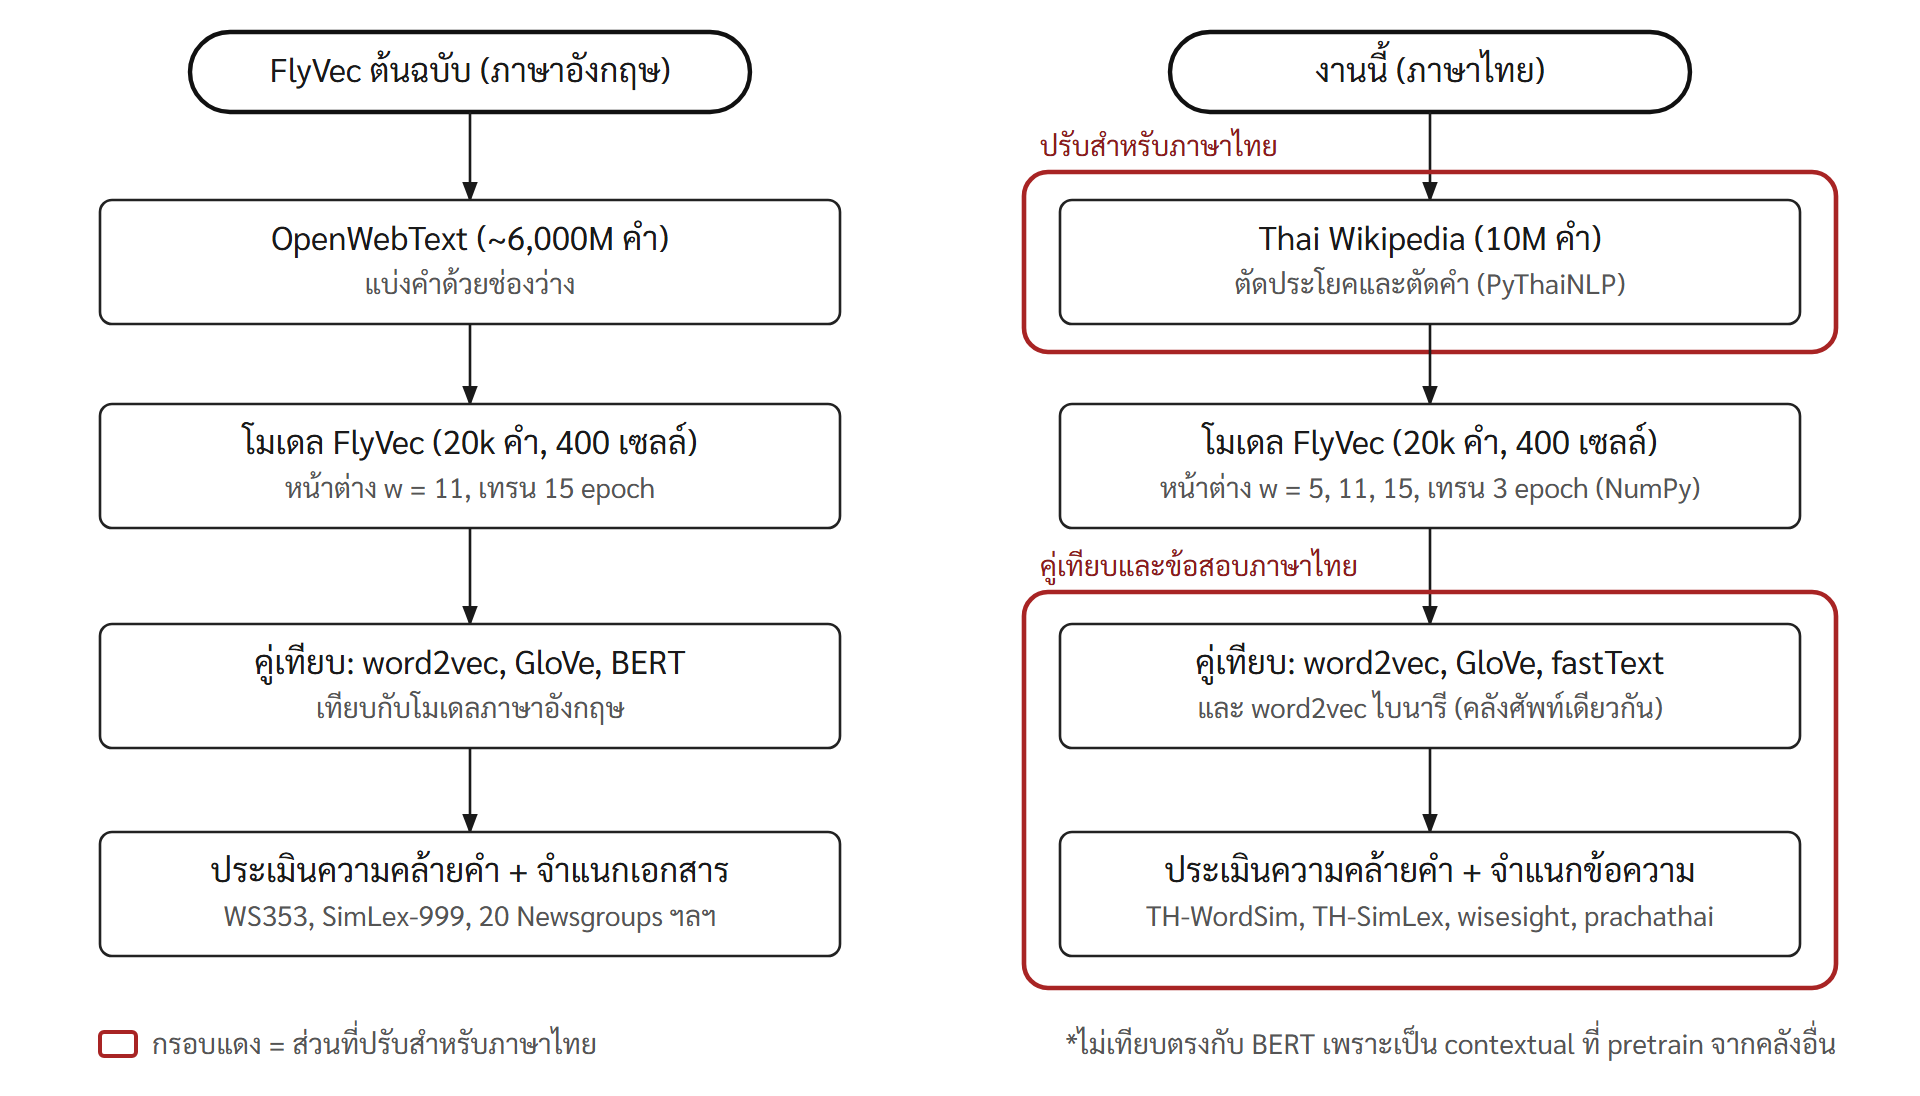 FlyVec ต้นฉบับ (ภาษาอังกฤษ)
OpenWebText (~6,000M คำ)
แบ่งคำด้วยช่องว่าง
โมเดล FlyVec (20k คำ, 400 เซลล์)
หน้าต่าง w = 11, เทรน 15 epoch
คู่เทียบ: word2vec, GloVe, BERT
เทียบกับโมเดลภาษาอังกฤษ
ประเมินความคล้ายคำ + จำแนกเอกสาร
WS353, SimLex-999, 20 Newsgroups ฯลฯ
กรอบแดง = ส่วนที่ปรับสำหรับภาษาไทย
งานนี้ (ภาษาไทย)
ปรับสำหรับภาษาไทย
Thai Wikipedia (10M คำ)
ตัดประโยคและตัดคำ (PyThaiNLP)
โมเดล FlyVec (20k คำ, 400 เซลล์)
หน้าต่าง w = 5, 11, 15, เทรน 3 epoch (NumPy)
คู่เทียบและข้อสอบภาษาไทย
คู่เทียบ: word2vec, GloVe, fastText
และ word2vec ไบนารี (คลังศัพท์เดียวกัน)
ประเมินความคล้ายคำ + จำแนกข้อความ
TH-WordSim, TH-SimLex, wisesight, prachathai
*ไม่เทียบตรงกับ BERT เพราะเป็น contextual ที่ pretrain จากคลังอื่น